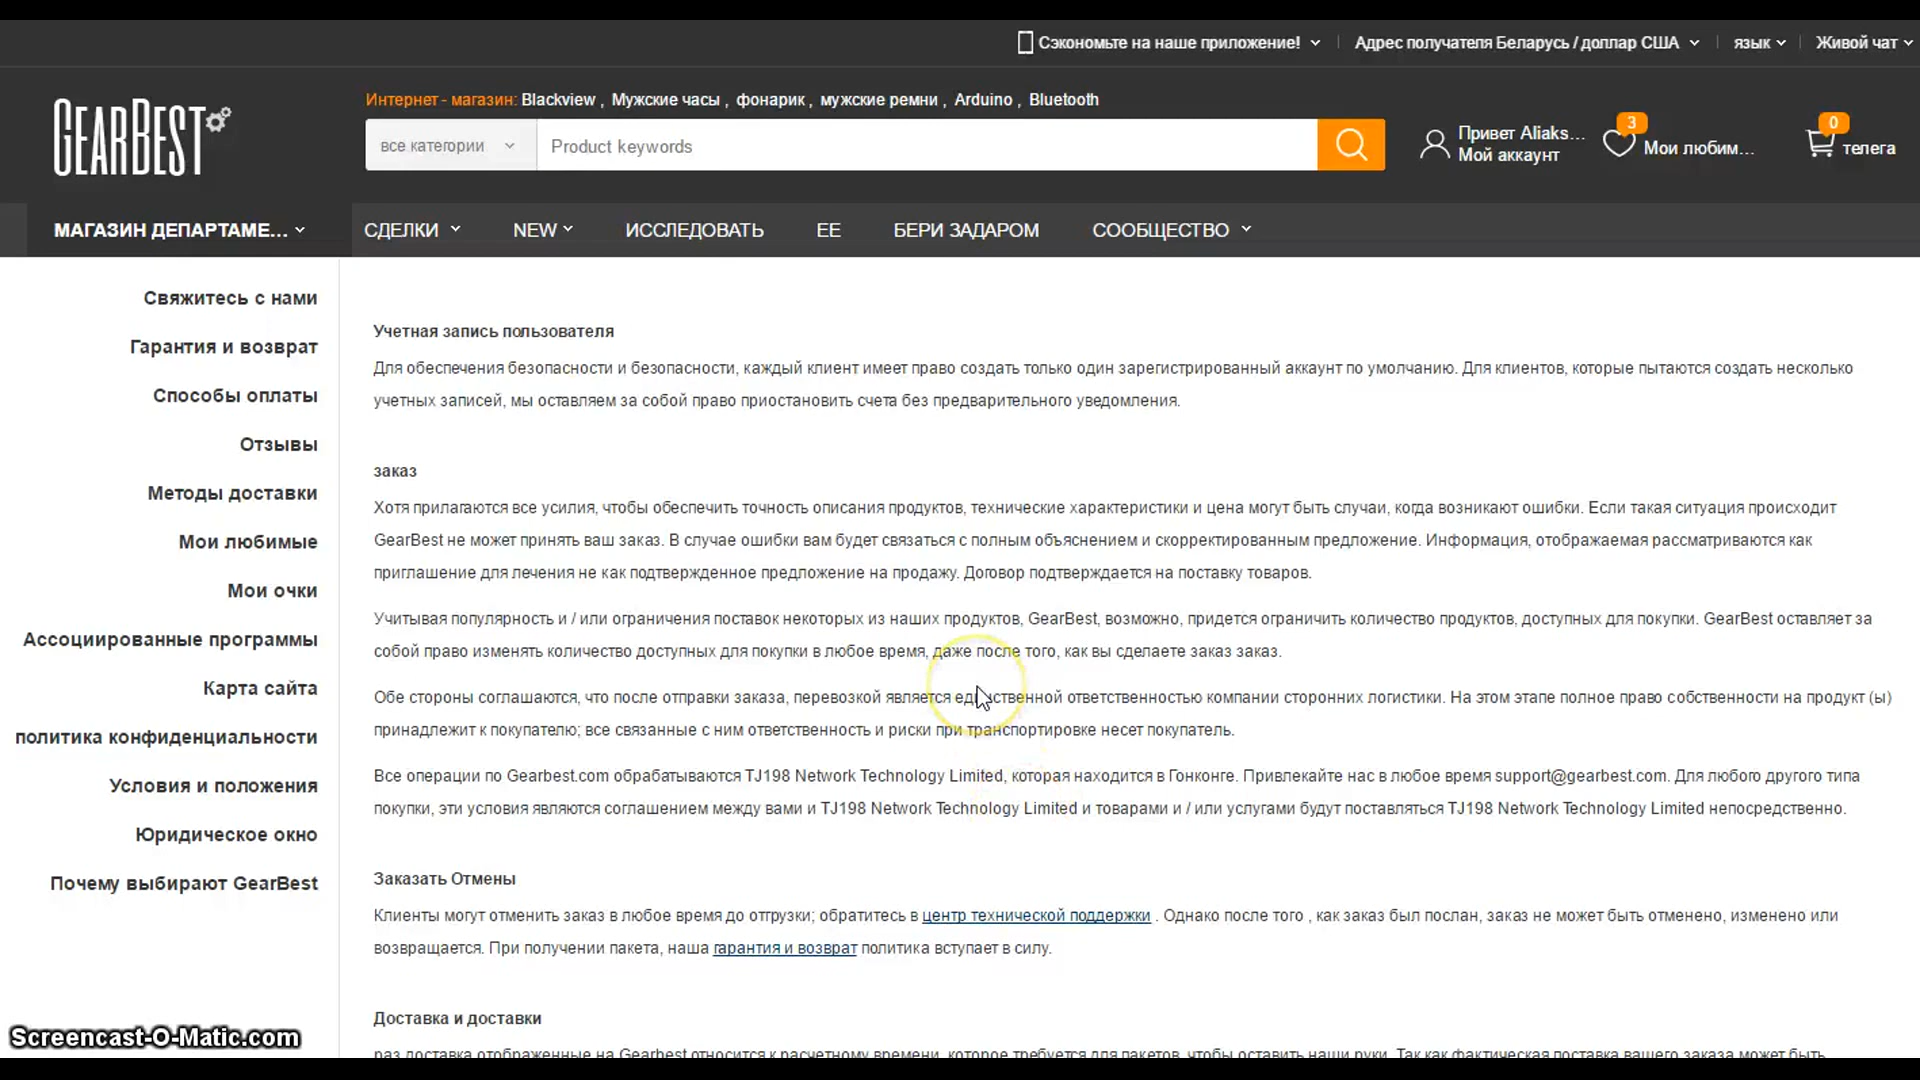 Сэкономьте на наше приложение! Адрес получателя Беларусь / доллар США язык Живой чат
GEARBEST
Интернет - магазин: Blackview , Мужские часы , фонарик , мужские ремни , Arduino , Bluetooth
все категории Product keywords
Привет Aliaks...
Мой аккаунт
3
Мои любим...
0
телега
МАГАЗИН ДЕПАРТАМЕ... СДЕЛКИ NEW ИССЛЕДОВАТЬ ЕЕ БЕРИ ЗАДАРОМ СООБЩЕСТВО
Свяжитесь с нами
Гарантия и возврат
Способы оплаты
Отзывы
Методы доставки
Мои любимые
Мои очки
Ассоциированные программы
Карта сайта
политика конфиденциальности
Условия и положения
Юридическое окно
Почему выбирают GearBest
Учетная запись пользователя
Для обеспечения безопасности и безопасности, каждый клиент имеет право создать только один зарегистрированный аккаунт по умолчанию. Для клиентов, которые пытаются создать несколько
учетных записей, мы оставляем за собой право приостановить счета без предварительного уведомления.
заказ
Хотя прилагаются все усилия, чтобы обеспечить точность описания продуктов, технические характеристики и цена могут быть случаи, когда возникают ошибки. Если такая ситуация происходит
GearBest не может принять ваш заказ. В случае ошибки вам будет связаться с полным объяснением и скорректированным предложение. Информация, отображаемая рассматриваются как
приглашение для лечения не как подтвержденное предложение на продажу. Договор подтверждается на поставку товаров.
Учитывая популярность и / или ограничения поставок некоторых из наших продуктов, GearBest, возможно, придется ограничить количество продуктов, доступных для покупки. GearBest оставляет за
собой право изменять количество доступных для покупки в любое время, даже после того, как вы сделаете заказ заказ.
Обе стороны соглашаются, что после отправки заказа, перевозкой является единственной ответственностью компании сторонних логистики. На этом этапе полное право собственности на продукт (ы)
принадлежит к покупателю; все связанные с ним ответственность и риски при транспортировке несет покупатель.
Все операции по Gearbest.com обрабатываются TJ198 Network Technology Limited, которая находится в Гонконге. Привлекайте нас в любое время support@gearbest.com. Для любого другого типа
покупки, эти условия являются соглашением между вами и TJ198 Network Technology Limited и товарами и / или услугами будут поставляться TJ198 Network Technology Limited непосредственно.
Заказать Отмены
Клиенты могут отменить заказ в любое время до отгрузки; обратитесь в центр технической поддержки . Однако после того , как заказ был послан, заказ не может быть отменено, изменено или
возвращается. При получении пакета, наша гарантия и возврат политика вступает в силу.
Доставка и доставки
раз доставка отображенные на Gearbest относится к расчетному времени, которое требуется для пакетов, чтобы оставить наши руки. Так как фактическая поставка вашего заказа может быть
Screencast-O-Matic.com